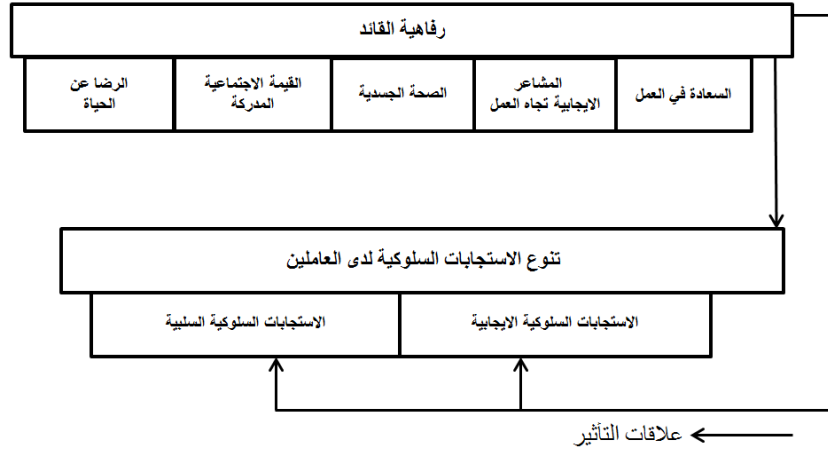 رفاهية القائد
السعادة في العمل
المشاعر
الايجابية تجاه العمل
الصحة الجسدية
القيمة الاجتماعية
المدركة
الرضا عن
الحياة
تنوع الاستجابات السلوكية لدى العاملين
الاستجابات السلوكية الايجابية
الاستجابات السلوكية السلبية
علاقات التأثير